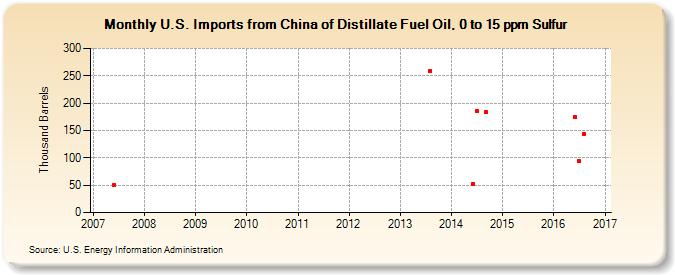 Monthly U.S. Imports from China of Distillate Fuel Oil, 0 to 15 ppm Sulfur
Thousand Barrels
300
250
200
150
100
50
0
2007 2008 2009 2010 2011 2012 2013 2014 2015 2016 2017
Source: U.S. Energy Information Administration